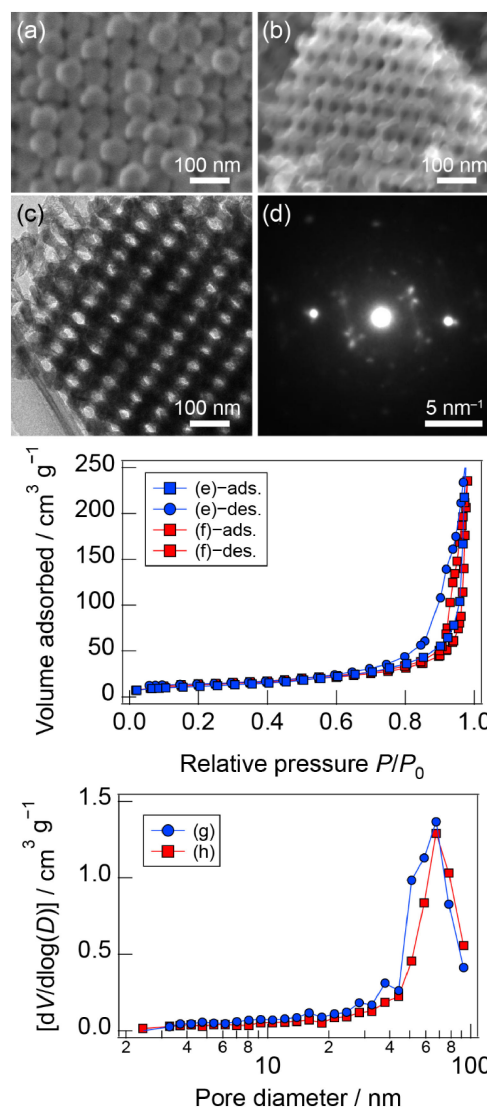 (a)
100 nm
(b)
100 nm
(c)
100 nm
(d)
5 nm⁻¹
250
200
150
100
50
0
Volume adsorbed / cm³ g⁻¹
(e)−ads.
(e)−des.
(f)−ads.
(f)−des.
0.0 0.2 0.4 0.6 0.8 1.0
Relative pressure P/P₀
1.5
1.0
0.5
0.0
[dV/dlog(D)] / cm³ g⁻¹
(g)
(h)
2 4 6 8 10 2 4 6 8 100
Pore diameter / nm